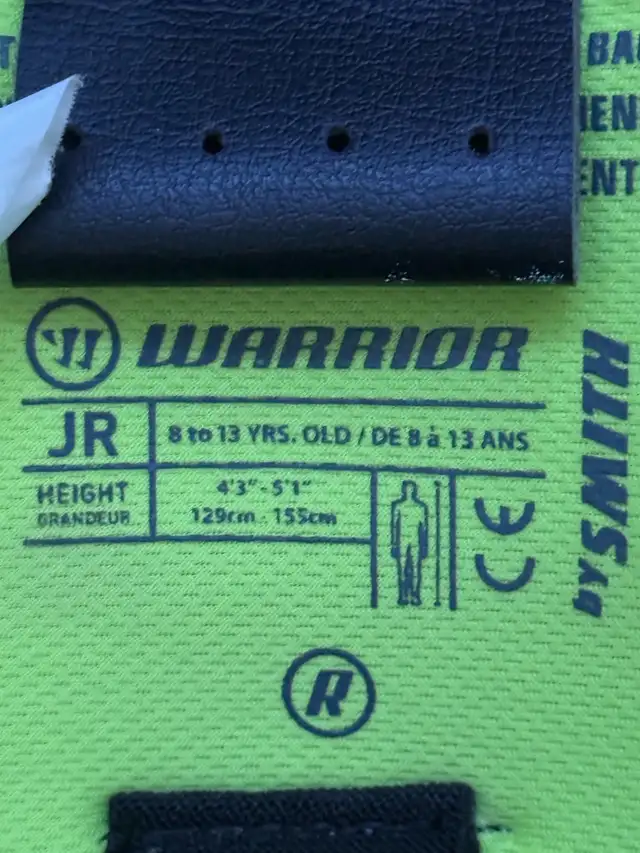 WARRIOR
JR
8 to 13 YRS. OLD / DE 8 à 13 ANS
HEIGHT
GRANDEUR
4'3" - 5'1"
129cm - 155cm
CE
by SMITH
R